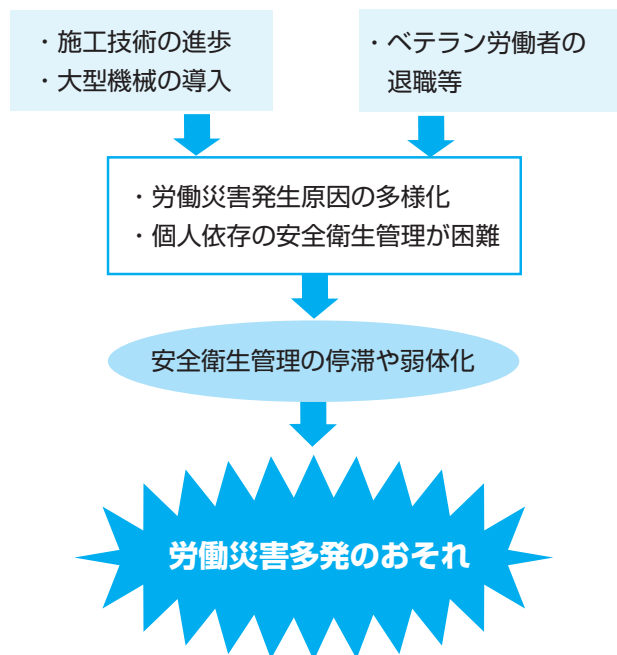 ・施工技術の進歩
・大型機械の導入
・ベテラン労働者の
退職等
・労働災害発生原因の多様化
・個人依存の安全衛生管理が困難
安全衛生管理の停滞や弱体化
労働災害多発のおそれ